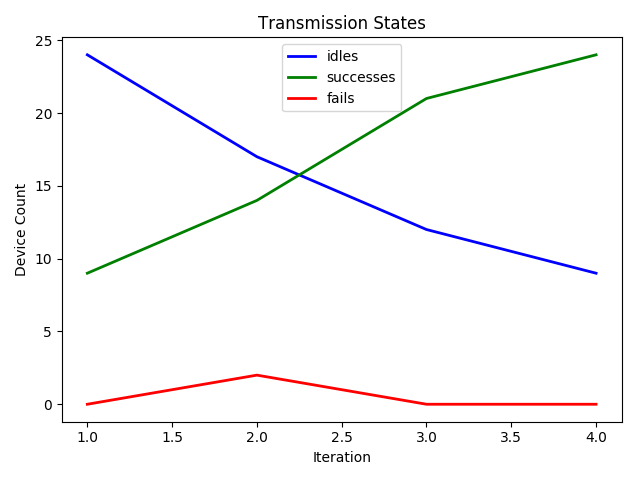 Transmission States
idles
successes
fails
Device Count
25
20
15
10
5
0
1.0 1.5 2.0 2.5 3.0 3.5 4.0
Iteration